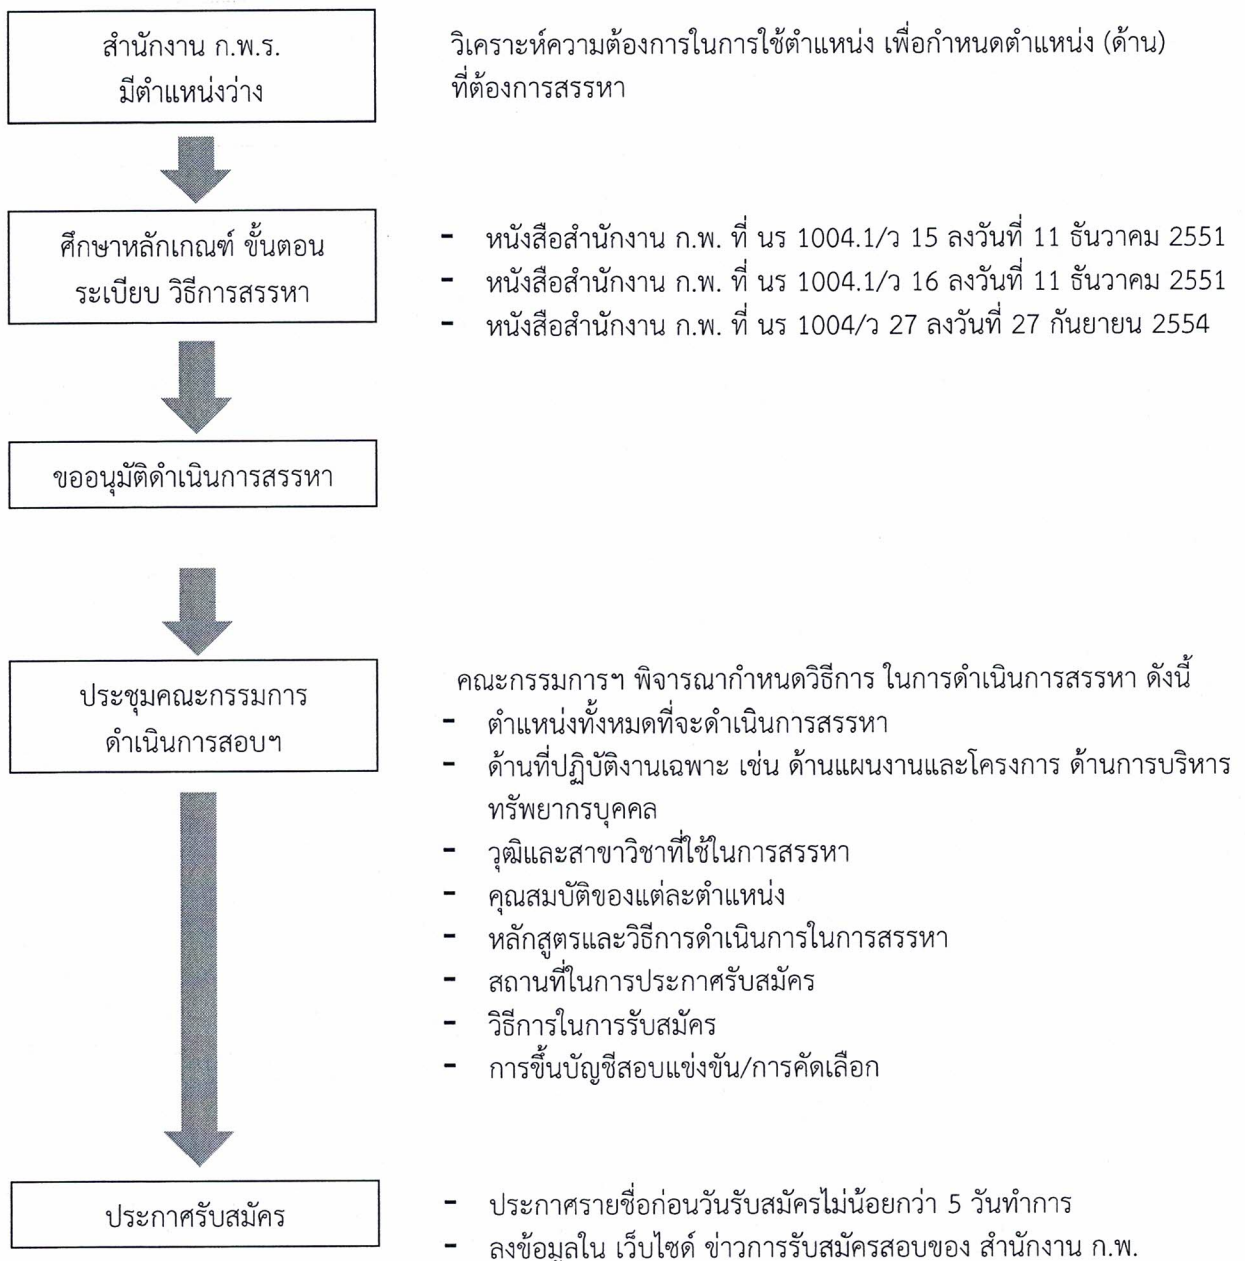 สำนักงาน ก.พ.ร.
มีตำแหน่งว่าง
วิเคราะห์ความต้องการในการใช้ตำแหน่ง เพื่อกำหนดตำแหน่ง (ด้าน)
ที่ต้องการสรรหา
ศึกษาหลักเกณฑ์ ขั้นตอน
ระเบียบ วิธีการสรรหา
- หนังสือสำนักงาน ก.พ. ที่ นร 1004.1/ว 15 ลงวันที่ 11 ธันวาคม 2551
- หนังสือสำนักงาน ก.พ. ที่ นร 1004.1/ว 16 ลงวันที่ 11 ธันวาคม 2551
- หนังสือสำนักงาน ก.พ. ที่ นร 1004/ว 27 ลงวันที่ 27 กันยายน 2554
ขออนุมัติดำเนินการสรรหา
ประชุมคณะกรรมการ
ดำเนินการสอบฯ
คณะกรรมการฯ พิจารณากำหนดวิธีการ ในการดำเนินการสรรหา ดังนี้
- ตำแหน่งทั้งหมดที่จะดำเนินการสรรหา
- ด้านที่ปฏิบัติงานเฉพาะ เช่น ด้านแผนงานและโครงการ ด้านการบริหาร
ทรัพยากรบุคคล
- วุฒิและสาขาวิชาที่ใช้ในการสรรหา
- คุณสมบัติของแต่ละตำแหน่ง
- หลักสูตรและวิธีการดำเนินการในการสรรหา
- สถานที่ในการประกาศรับสมัคร
- วิธีการในการรับสมัคร
- การขึ้นบัญชีสอบแข่งขัน/การคัดเลือก
ประกาศรับสมัคร
- ประกาศรายชื่อก่อนวันรับสมัครไม่น้อยกว่า 5 วันทำการ
- ลงข้อมูลใน เว็บไซด์ ข่าวการรับสมัครสอบของ สำนักงาน ก.พ.